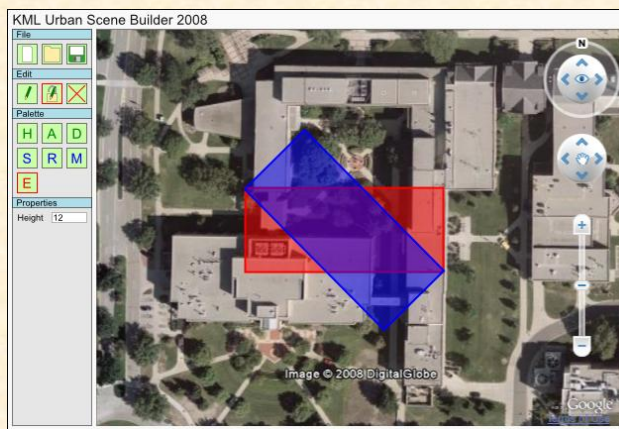 KML Urban Scene Builder 2008
File
Edit
Palette
H A D
S R M
E
Properties
Height 12
N
Image © 2008 DigitalGlobe
Google